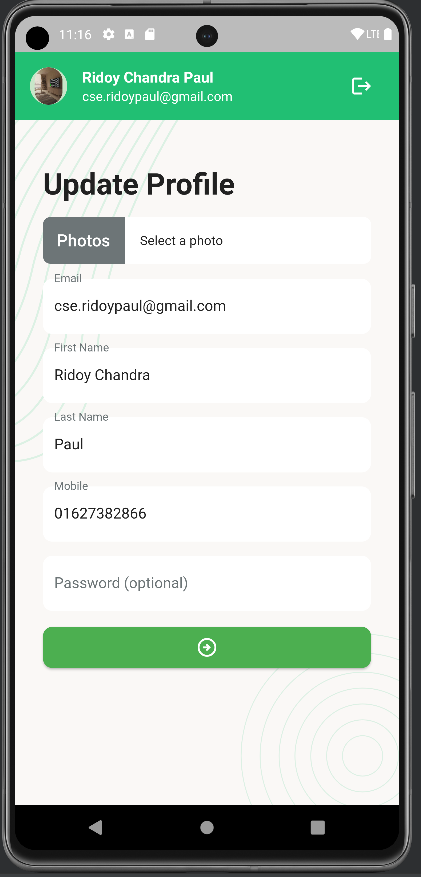 11:16
LTE
Ridoy Chandra Paul
cse.ridoypaul@gmail.com
Update Profile
Photos
Select a photo
Email
cse.ridoypaul@gmail.com
First Name
Ridoy Chandra
Last Name
Paul
Mobile
01627382866
Password (optional)